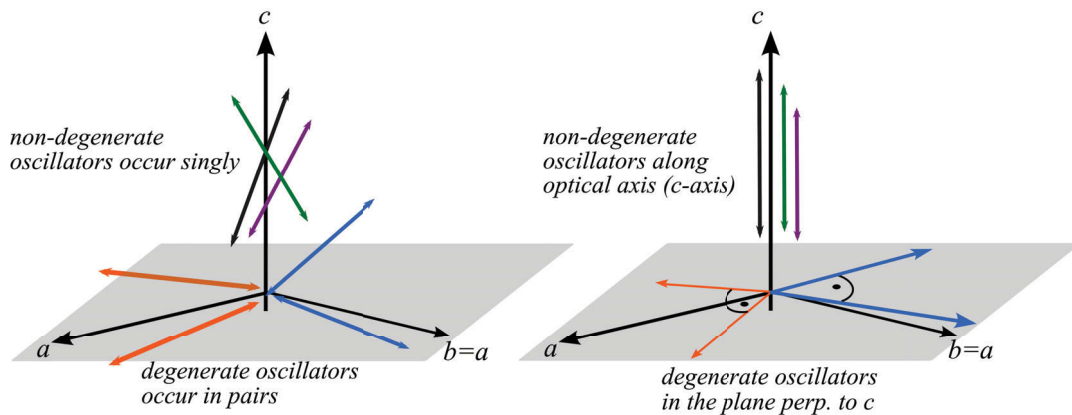 c
non-degenerate
oscillators occur singly
a
b=a
degenerate oscillators
occur in pairs
c
non-degenerate
oscillators along
optical axis (c-axis)
a
b=a
degenerate oscillators
in the plane perp. to c